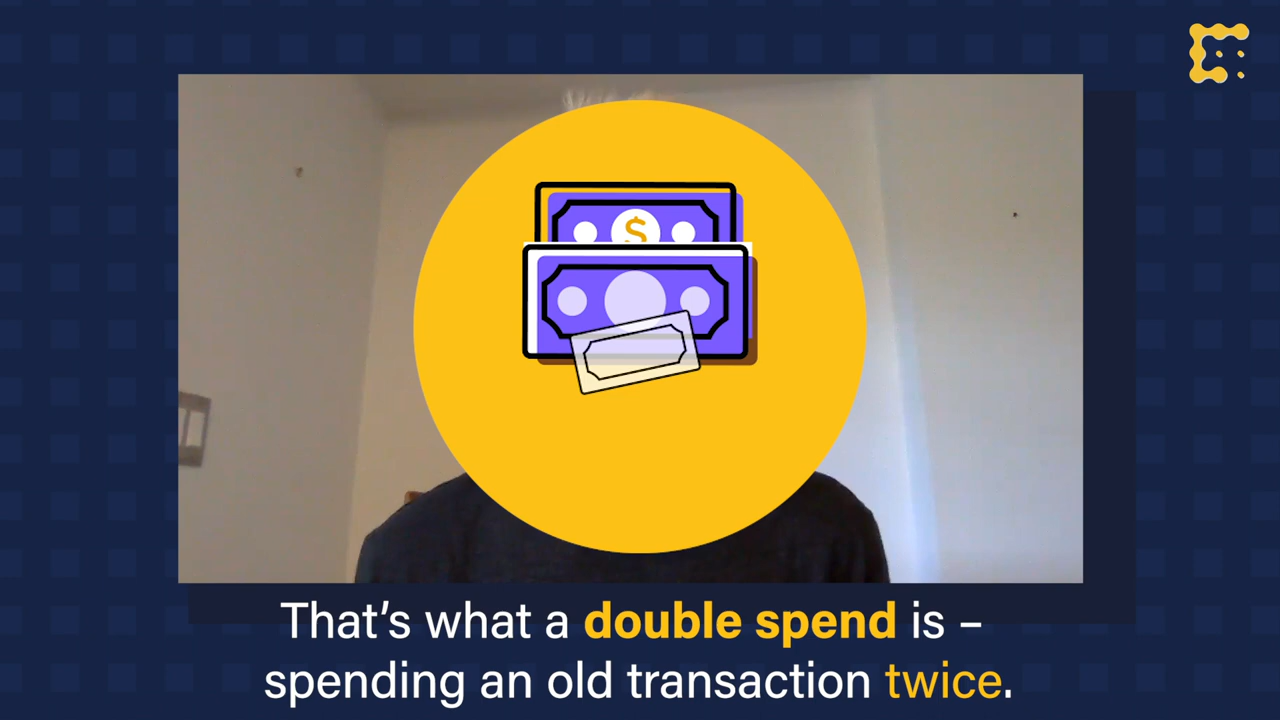 $
That’s what a double spend is –
spending an old transaction twice.